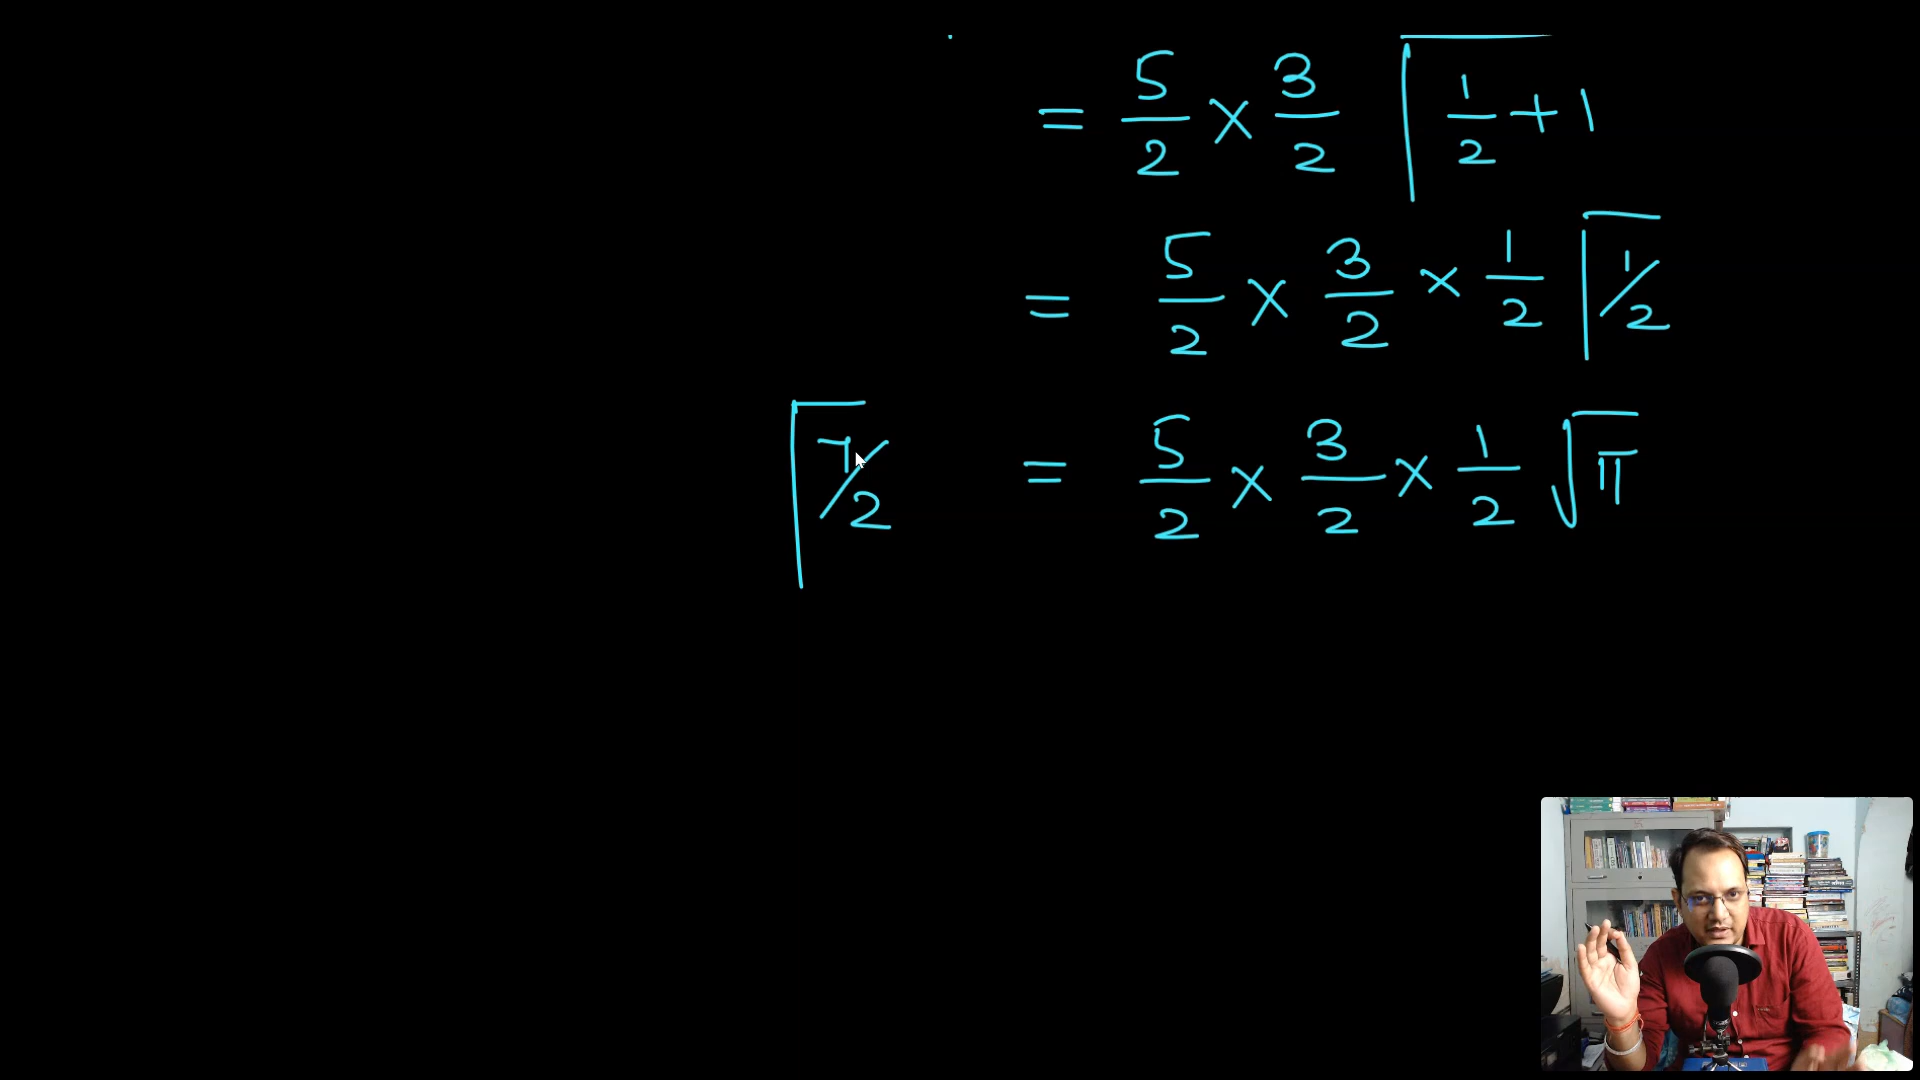 = 5/2 × 3/2 Γ 1/2 + 1
= 5/2 × 3/2 × 1/2 Γ 1/2
Γ 7/2 = 5/2 × 3/2 × 1/2 √π